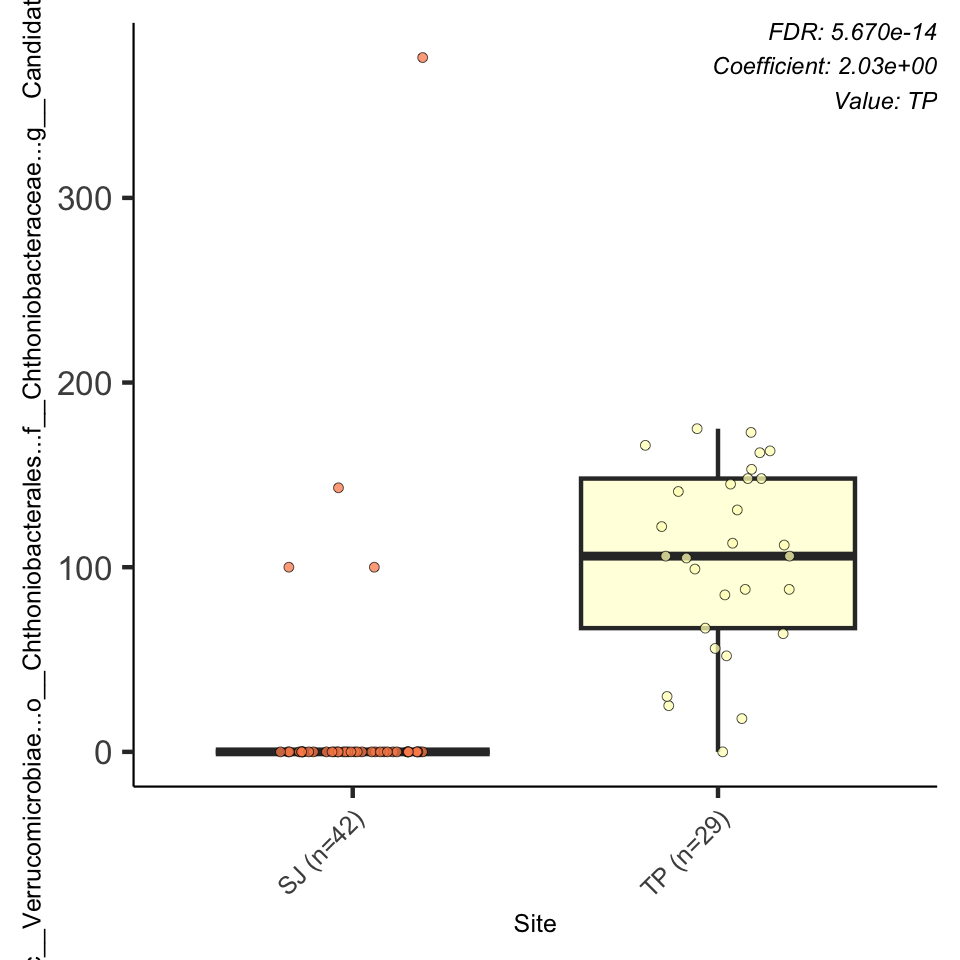 FDR: 5.670e-14
Coefficient: 2.03e+00
Value: TP
__Verrucomicrobiae...o__Chthoniobacterales...f__Chthoniobacteraceae...g__Candidat
300
200
100
0
SJ (n=42)
TP (n=29)
Site